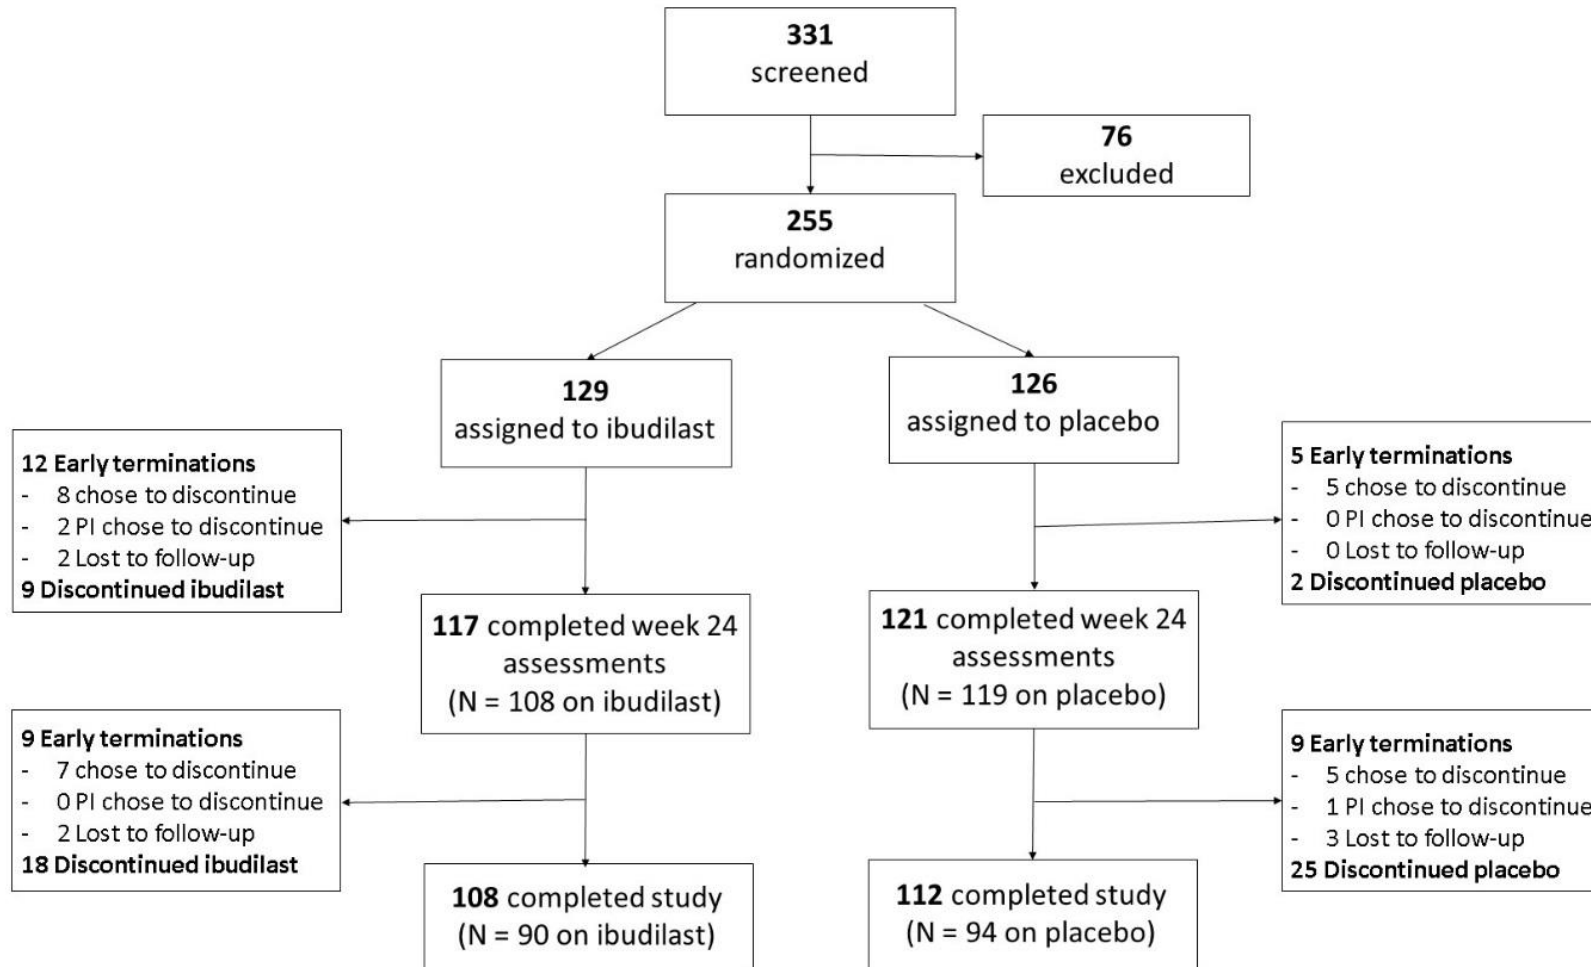 331
screened
76
excluded
255
randomized
129
assigned to ibudilast
126
assigned to placebo
12 Early terminations
- 8 chose to discontinue
- 2 PI chose to discontinue
- 2 Lost to follow-up
9 Discontinued ibudilast
5 Early terminations
- 5 chose to discontinue
- 0 PI chose to discontinue
- 0 Lost to follow-up
2 Discontinued placebo
117 completed week 24
assessments
(N = 108 on ibudilast)
121 completed week 24
assessments
(N = 119 on placebo)
9 Early terminations
- 7 chose to discontinue
- 0 PI chose to discontinue
- 2 Lost to follow-up
18 Discontinued ibudilast
9 Early terminations
- 5 chose to discontinue
- 1 PI chose to discontinue
- 3 Lost to follow-up
25 Discontinued placebo
108 completed study
(N = 90 on ibudilast)
112 completed study
(N = 94 on placebo)